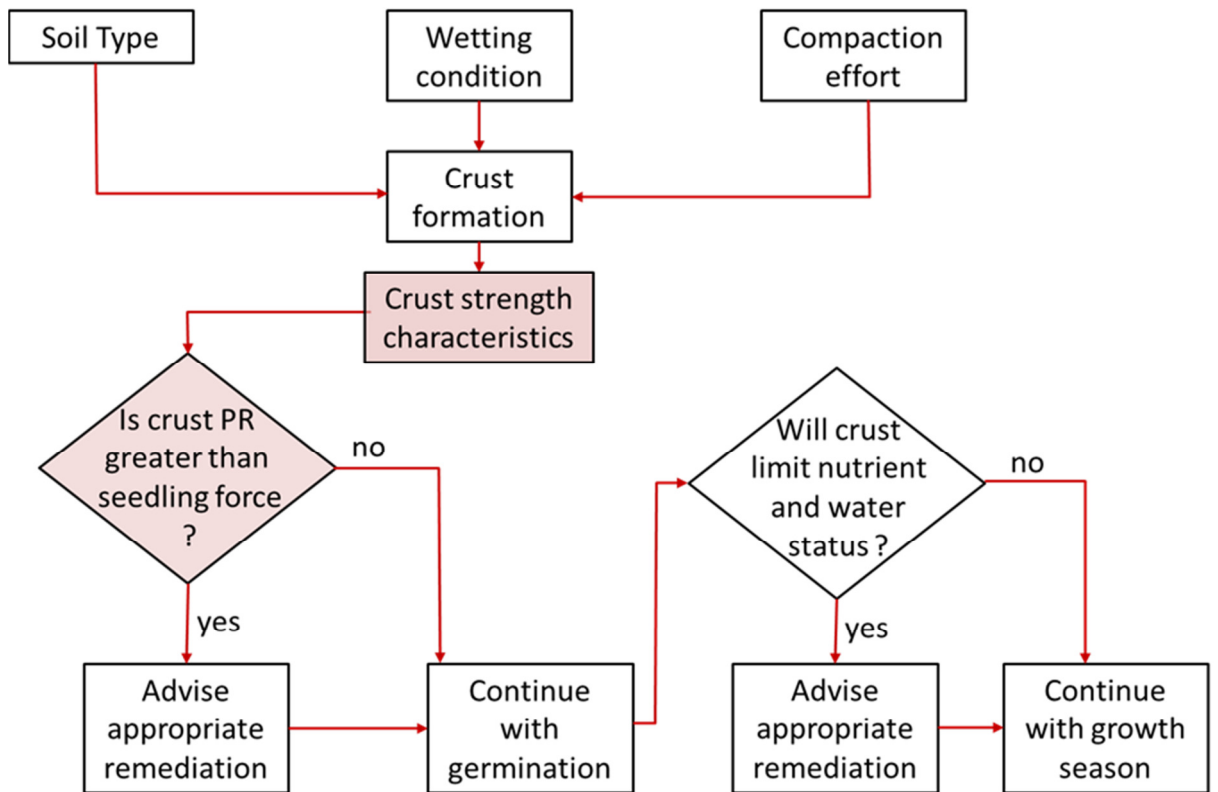 Soil Type
Wetting
condition
Compaction
effort
Crust
formation
Crust strength
characteristics
Is crust PR
greater than
seedling force
?
no
yes
Will crust
limit nutrient
and water
status ?
no
yes
Advise
appropriate
remediation
Continue
with
germination
Advise
appropriate
remediation
Continue
with growth
season